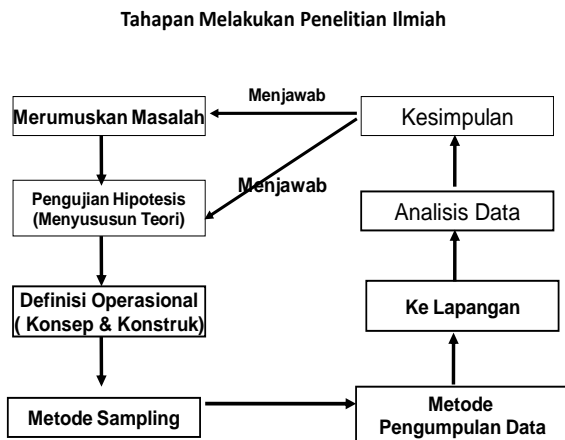 Tahapan Melakukan Penelitian Ilmiah
Merumuskan Masalah
Menjawab
Kesimpulan
Pengujian Hipotesis
(Menyususun Teori)
Menjawab
Analisis Data
Definisi Operasional
( Konsep & Konstruk)
Ke Lapangan
Metode Sampling
Metode
Pengumpulan Data